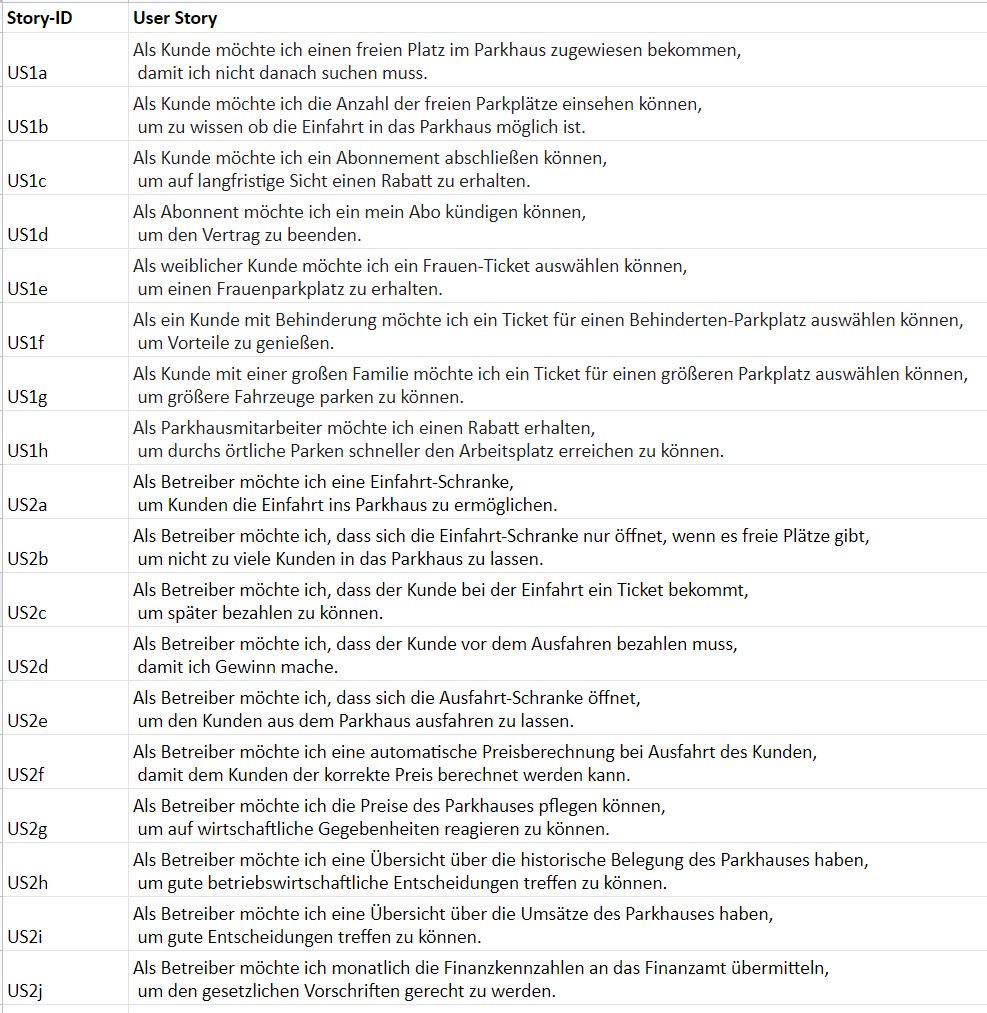 Story-ID User Story
Als Kunde möchte ich einen freien Platz im Parkhaus zugewiesen bekommen,
US1a damit ich nicht danach suchen muss.
Als Kunde möchte ich die Anzahl der freien Parkplätze einsehen können,
US1b um zu wissen ob die Einfahrt in das Parkhaus möglich ist.
Als Kunde möchte ich ein Abonnement abschließen können,
US1c um auf langfristige Sicht einen Rabatt zu erhalten.
Als Abonnent möchte ich ein mein Abo kündigen können,
US1d um den Vertrag zu beenden.
Als weiblicher Kunde möchte ich ein Frauen-Ticket auswählen können,
US1e um einen Frauenparkplatz zu erhalten.
Als ein Kunde mit Behinderung möchte ich ein Ticket für einen Behinderten-Parkplatz auswählen können,
US1f um Vorteile zu genießen.
Als Kunde mit einer großen Familie möchte ich ein Ticket für einen größeren Parkplatz auswählen können,
US1g um größere Fahrzeuge parken zu können.
Als Parkhausmitarbeiter möchte ich einen Rabatt erhalten,
US1h um durchs örtliche Parken schneller den Arbeitsplatz erreichen zu können.
Als Betreiber möchte ich eine Einfahrt-Schranke,
US2a um Kunden die Einfahrt ins Parkhaus zu ermöglichen.
Als Betreiber möchte ich, dass sich die Einfahrt-Schranke nur öffnet, wenn es freie Plätze gibt,
US2b um nicht zu viele Kunden in das Parkhaus zu lassen.
Als Betreiber möchte ich, dass der Kunde bei der Einfahrt ein Ticket bekommt,
US2c um später bezahlen zu können.
Als Betreiber möchte ich, dass der Kunde vor dem Ausfahren bezahlen muss,
US2d damit ich Gewinn mache.
Als Betreiber möchte ich, dass sich die Ausfahrt-Schranke öffnet,
US2e um den Kunden aus dem Parkhaus ausfahren zu lassen.
Als Betreiber möchte ich eine automatische Preisberechnung bei Ausfahrt des Kunden,
US2f damit dem Kunden der korrekte Preis berechnet werden kann.
Als Betreiber möchte ich die Preise des Parkhauses pflegen können,
US2g um auf wirtschaftliche Gegebenheiten reagieren zu können.
Als Betreiber möchte ich eine Übersicht über die historische Belegung des Parkhauses haben,
US2h um gute betriebswirtschaftliche Entscheidungen treffen zu können.
Als Betreiber möchte ich eine Übersicht über die Umsätze des Parkhauses haben,
US2i um gute Entscheidungen treffen zu können.
Als Betreiber möchte ich monatlich die Finanzkennzahlen an das Finanzamt übermitteln,
US2j um den gesetzlichen Vorschriften gerecht zu werden.